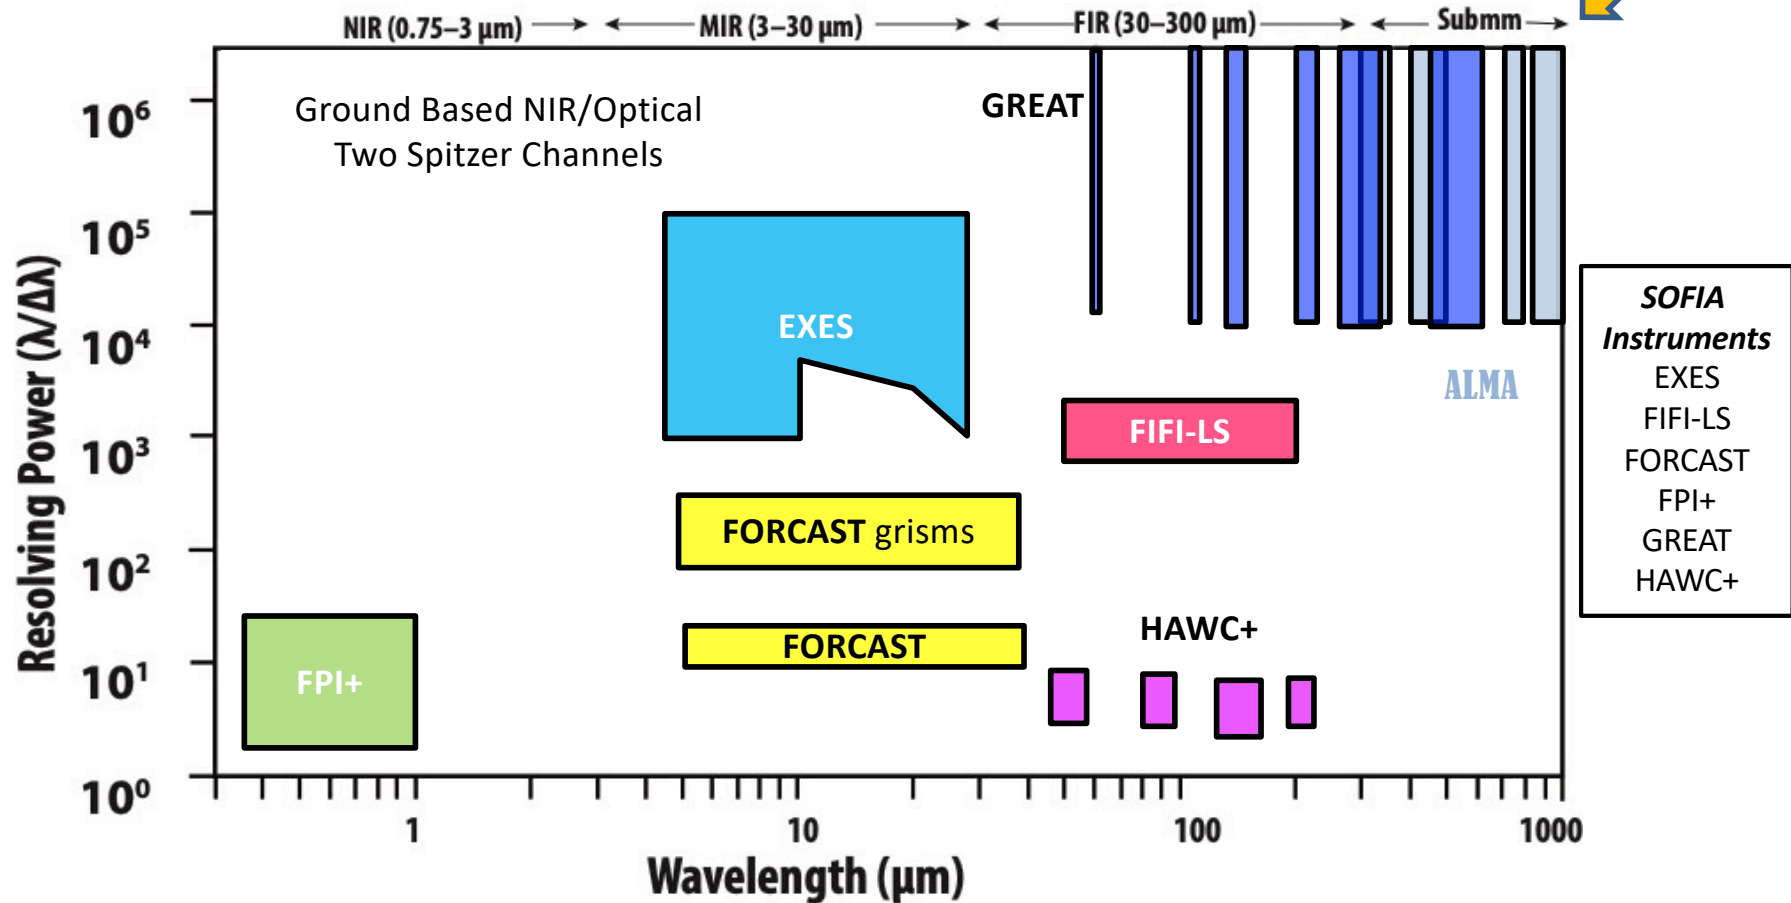 NIR (0.75–3 μm)
MIR (3–30 μm)
FIR (30–300 μm)
Submm
Resolving Power (λ/Δλ)
10⁶
10⁵
10⁴
10³
10²
10¹
10⁰
Ground Based NIR/Optical
Two Spitzer Channels
GREAT
EXES
ALMA
FIFI-LS
FORCAST grisms
FORCAST
HAWC+
FPI+
1
10
100
1000
Wavelength (μm)
SOFIA
Instruments
EXES
FIFI-LS
FORCAST
FPI+
GREAT
HAWC+